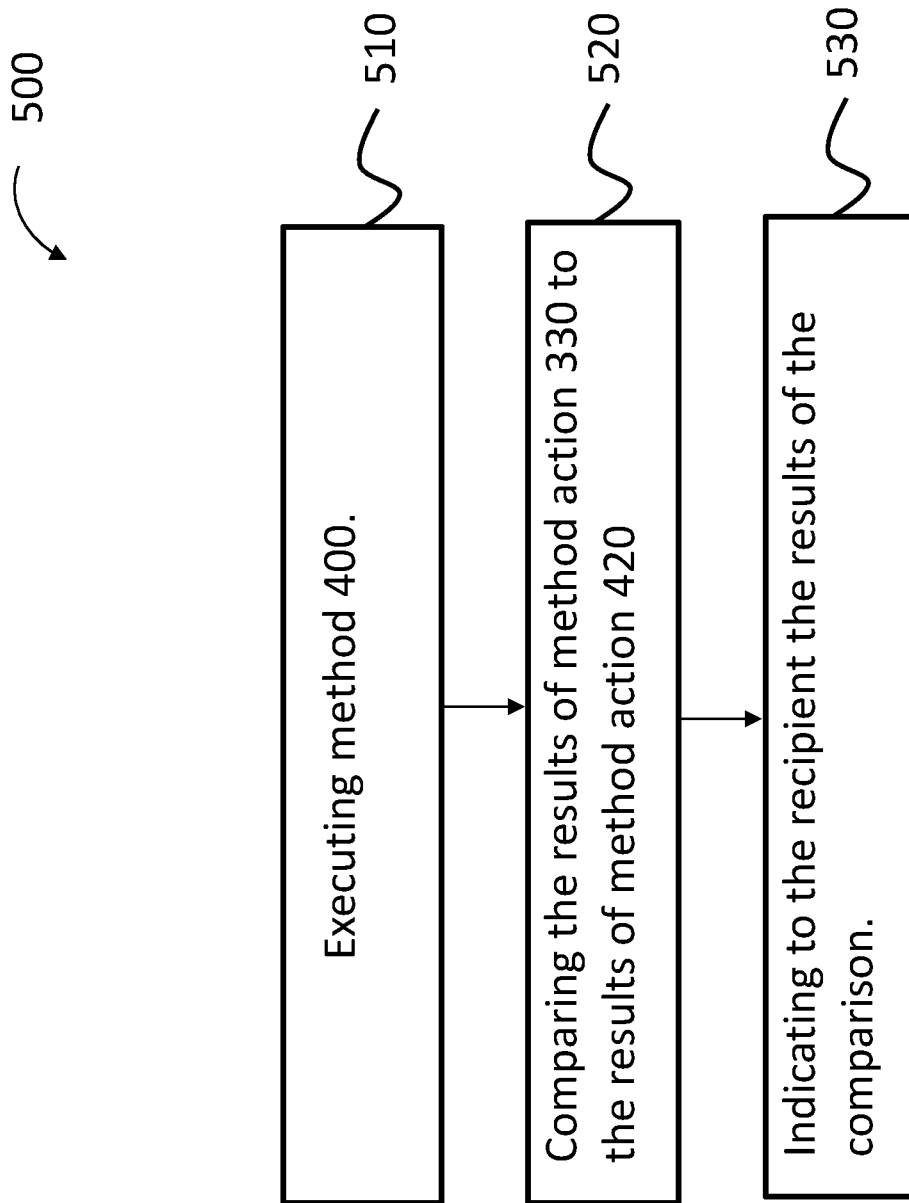 500
Executing method 400.
510
Comparing the results of method action 330 to
the results of method action 420
520
Indicating to the recipient the results of the
comparison.
530